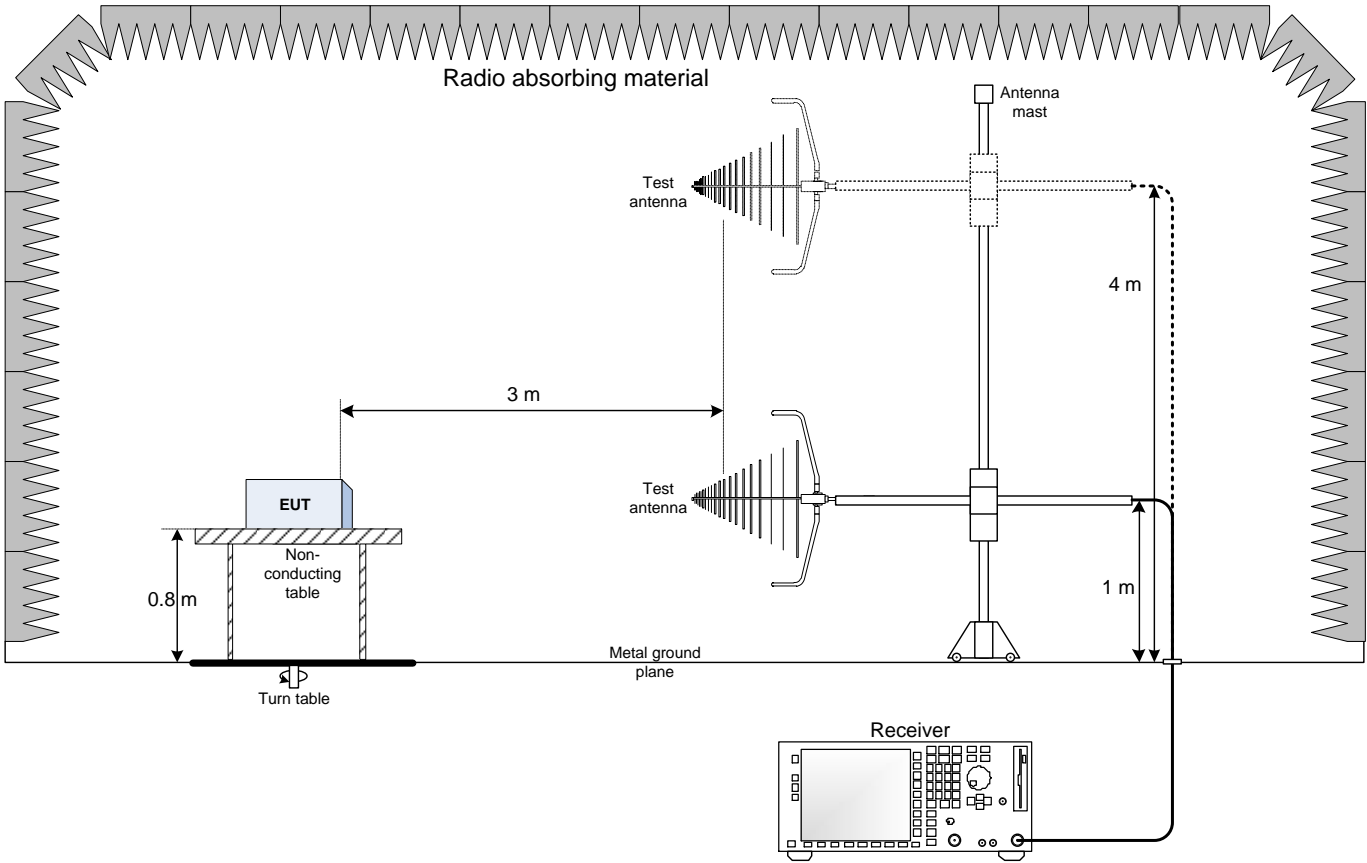 Radio absorbing material
Antenna
mast
Test
antenna
4 m
3 m
Test
antenna
EUT
Non-
conducting
table
0.8 m
1 m
Metal ground
plane
Turn table
Receiver